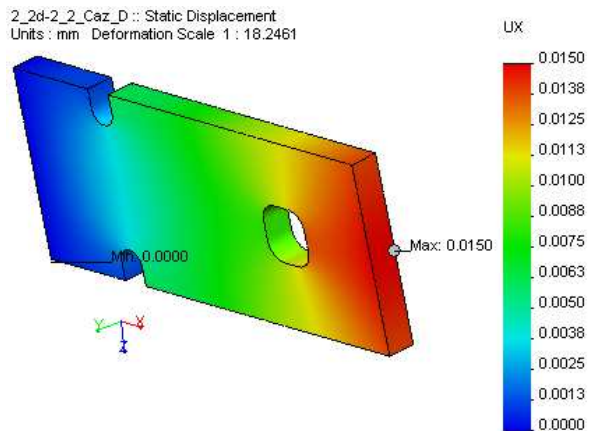 2_2d-2_2_Caz_D :: Static Displacement
Units : mm Deformation Scale 1 : 18.2461
UX
0.0150
0.0138
0.0125
0.0113
0.0100
0.0088
0.0075
0.0063
0.0050
0.0038
0.0025
0.0013
0.0000
Min: 0.0000
Max: 0.0150
Y
X
Z